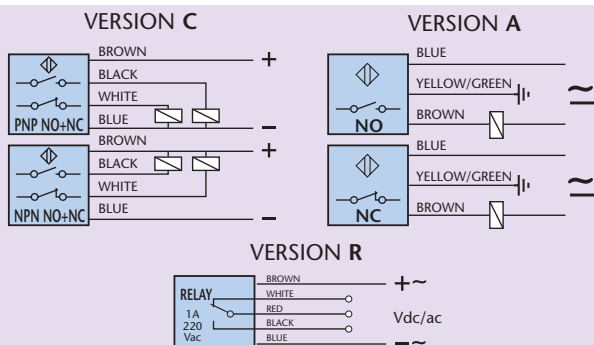 VERSION C
BROWN
BLACK
WHITE
BLUE
PNP NO+NC
+
–
BROWN
BLACK
WHITE
BLUE
NPN NO+NC
+
–
VERSION A
BLUE
YELLOW/GREEN
BROWN
NO
≃
BLUE
YELLOW/GREEN
BROWN
NC
≃
VERSION R
RELAY
1A
220
Vac
BROWN
WHITE
RED
BLACK
BLUE
+~
Vdc/ac
–~